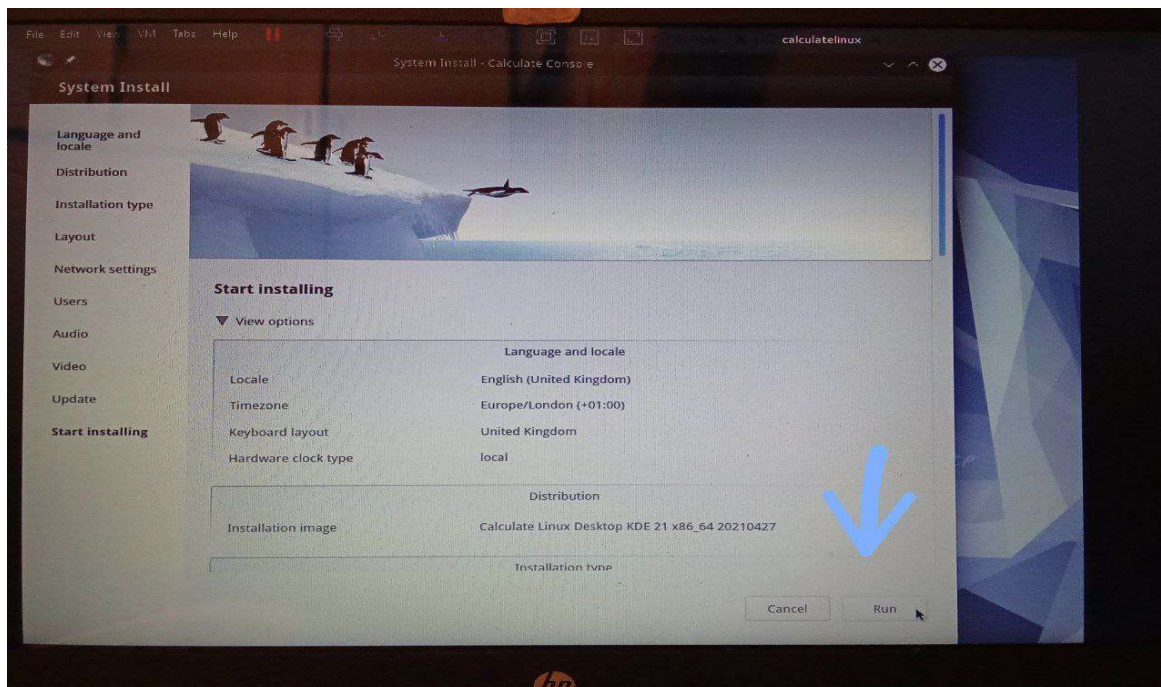 File Edit View VM Tabs Help
calculatelinux
System Install - Calculate Console
System Install
Language and
locale
Distribution
Installation type
Layout
Network settings
Users
Audio
Video
Update
Start installing
Start installing
View options
Language and locale
Locale English (United Kingdom)
Timezone Europe/London (+01:00)
Keyboard layout United Kingdom
Hardware clock type local
Distribution
Installation image Calculate Linux Desktop KDE 21 x86_64 20210427
Installation type
Cancel Run
hp